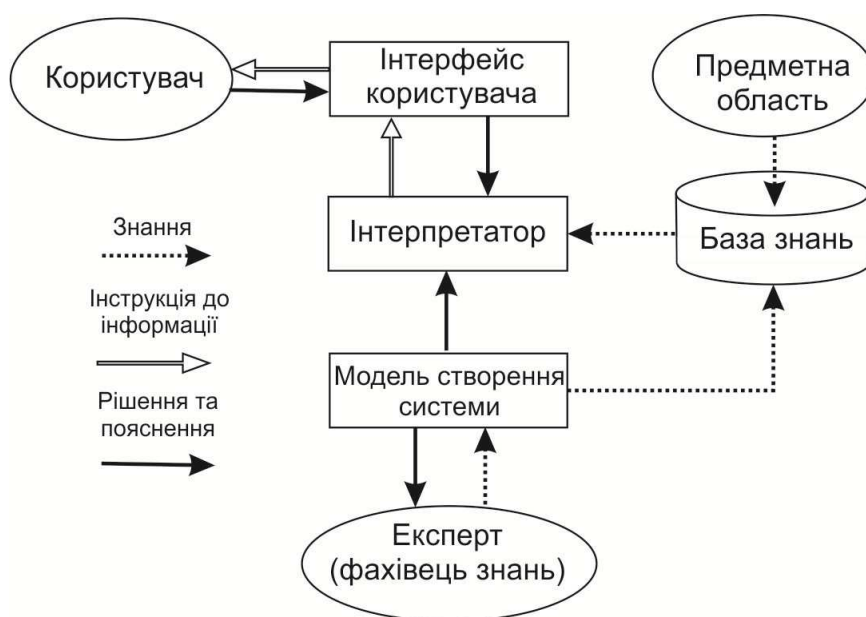 Користувач
Інтерфейс
користувача
Предметна
область
Знання
Інтерпретатор
База знань
Інструкція до
інформації
Рішення та
пояснення
Модель створення
системи
Експерт
(фахівець знань)